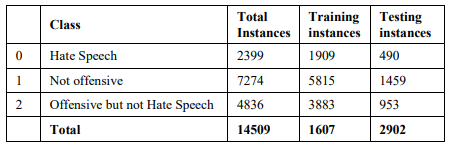 Class Total Instances Training instances Testing instances
0 Hate Speech 2399 1909 490
1 Not offensive 7274 5815 1459
2 Offensive but not Hate Speech 4836 3883 953
Total 14509 1607 2902